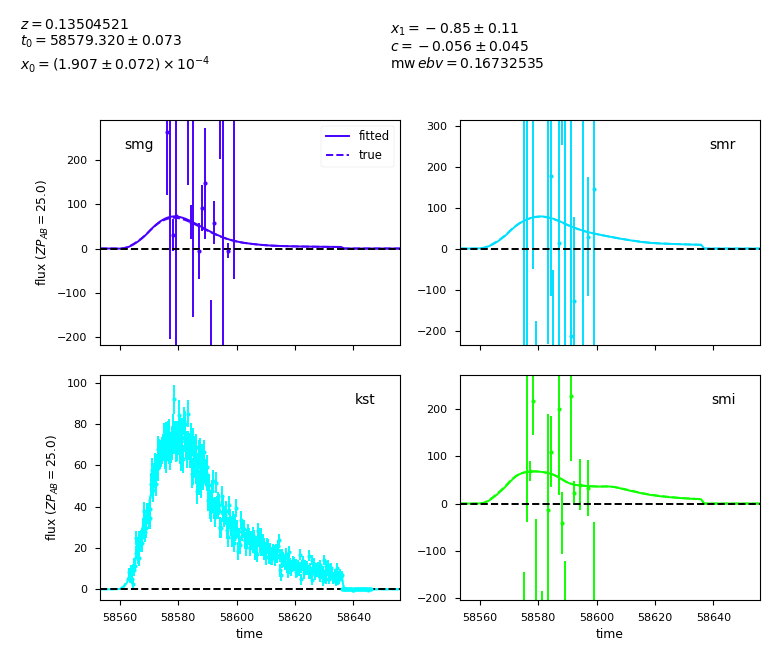 z = 0.13504521
t0 = 58579.320 ± 0.073
x0 = (1.907 ± 0.072) × 10^−4
x1 = −0.85 ± 0.11
c = −0.056 ± 0.045
mw ebv = 0.16732535
smg
fitted
true
flux (ZP_AB = 25.0)
200
100
0
−100
−200
smr
300
200
100
0
−100
−200
kst
flux (ZP_AB = 25.0)
100
80
60
40
20
0
58560 58580 58600 58620 58640
time
smi
200
100
0
−100
−200
58560 58580 58600 58620 58640
time